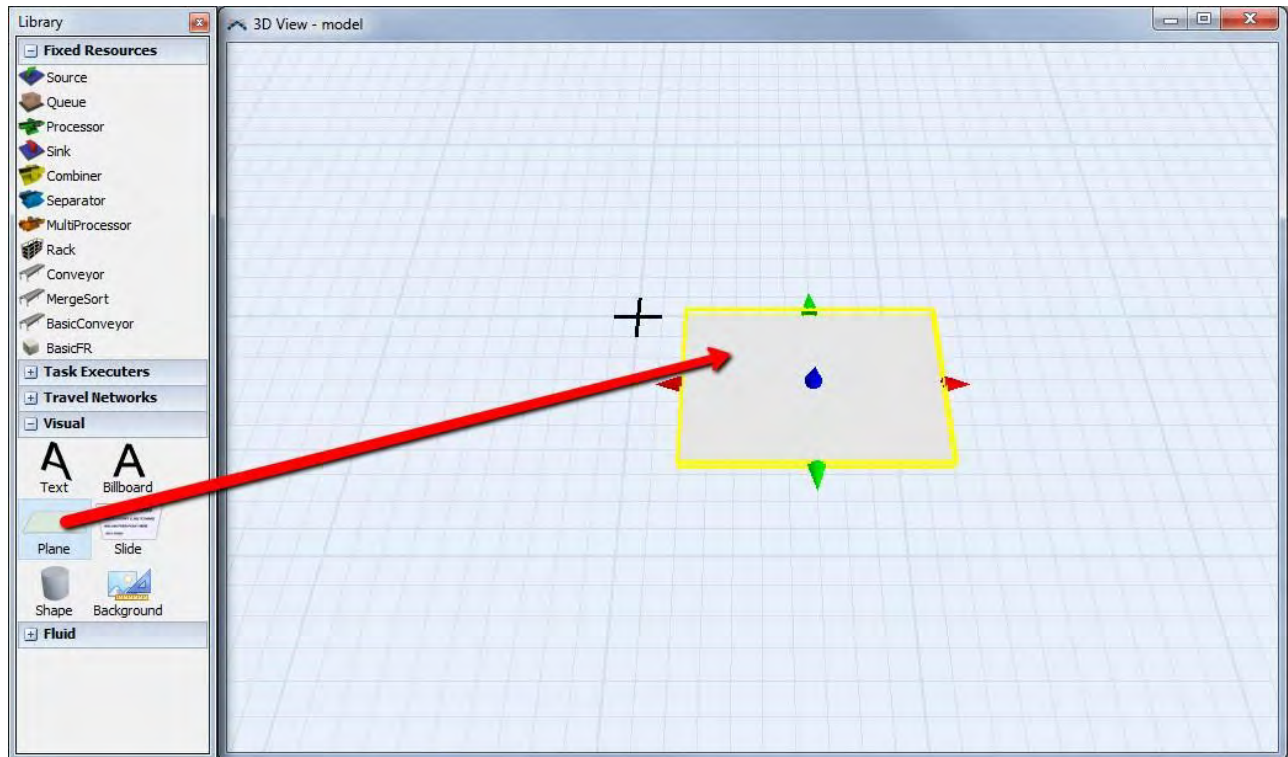 Library
Fixed Resources
Source
Queue
Processor
Sink
Combiner
Separator
MultiProcessor
Rack
Conveyor
MergeSort
BasicConveyor
BasicFR
Task Executers
Travel Networks
Visual
A A
Text Billboard
Plane Slide
Shape Background
Fluid
3D View - model